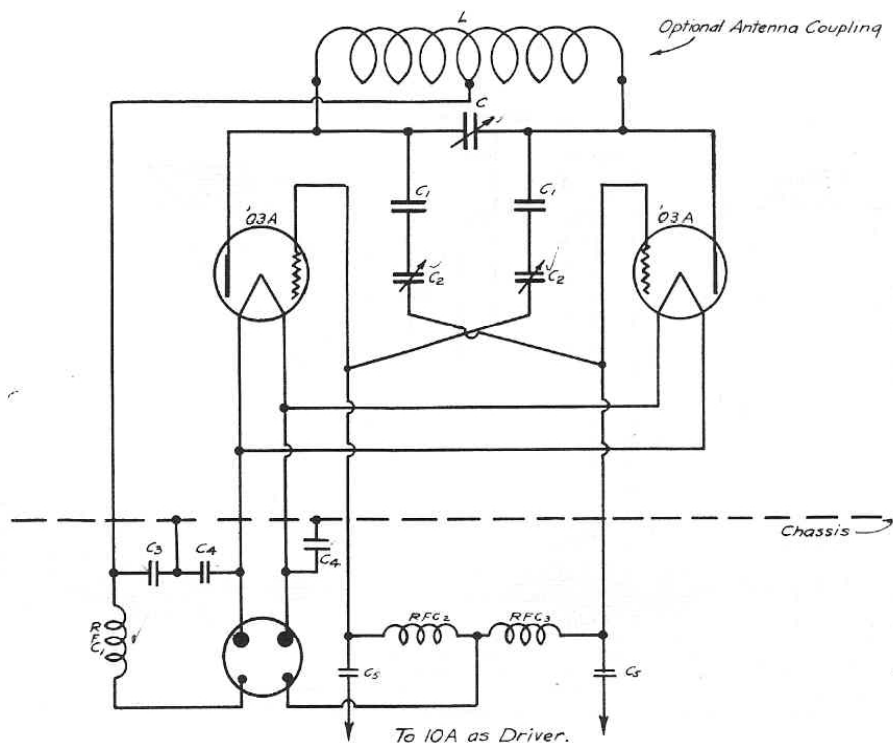 L
Optional Antenna Coupling
C
C1
C1
'03A
'03A
C2
C2
Chassis
C3
C4
C4
RFC1
RFC2
RFC3
C5
C5
To 10A as Driver.